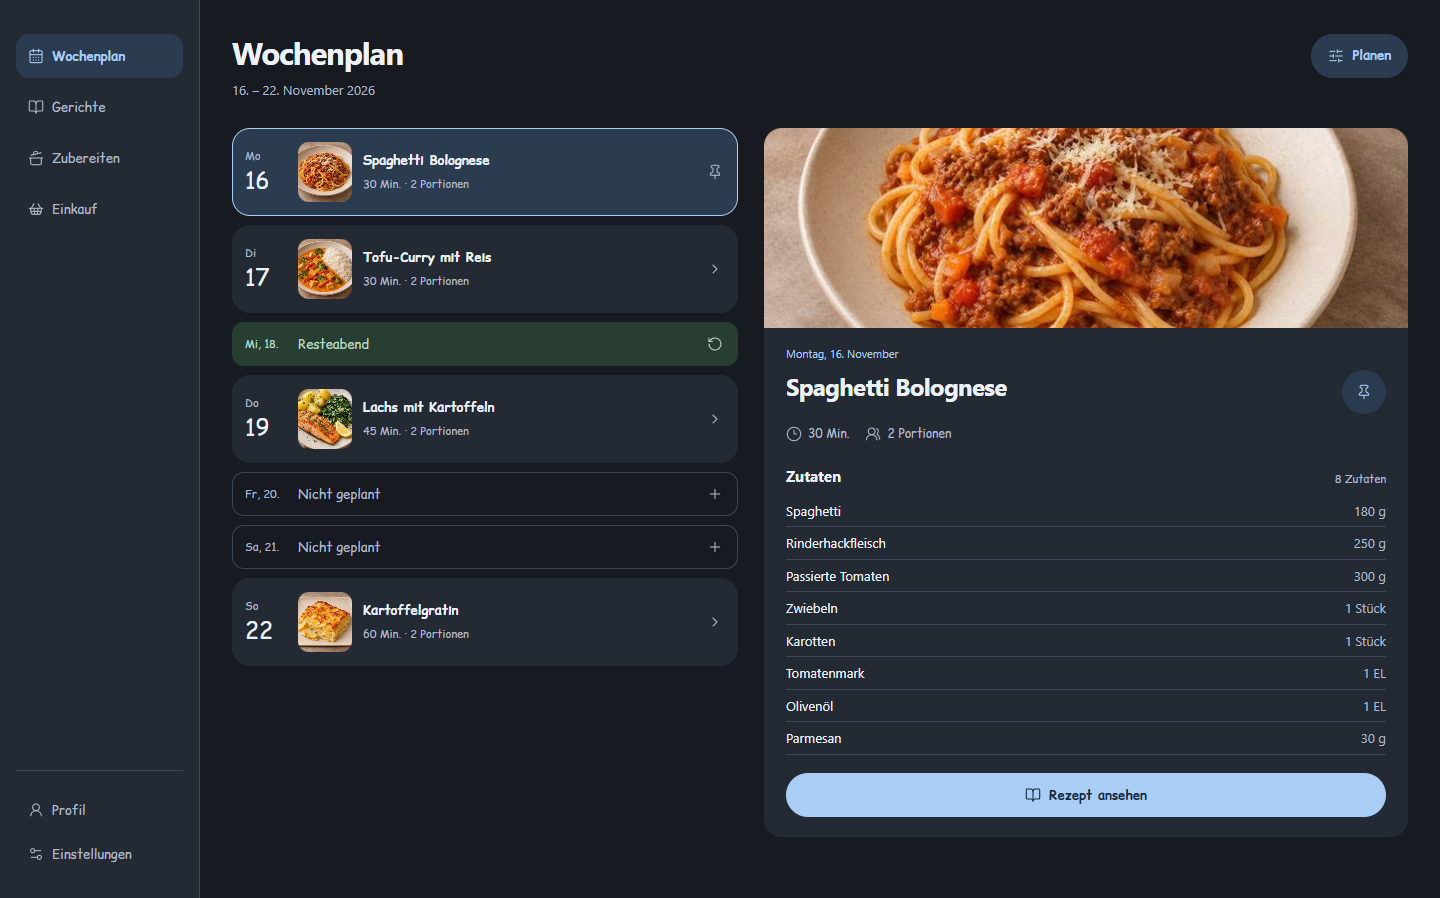 Wochenplan
Gerichte
Zubereiten
Einkauf
Profil
Einstellungen
Wochenplan
16. – 22. November 2026
Planen
Mo
16
Spaghetti Bolognese
30 Min. · 2 Portionen
Di
17
Tofu-Curry mit Reis
30 Min. · 2 Portionen
Mi, 18.
Resteabend
Do
19
Lachs mit Kartoffeln
45 Min. · 2 Portionen
Fr, 20.
Nicht geplant
Sa, 21.
Nicht geplant
So
22
Kartoffelgratin
60 Min. · 2 Portionen
Montag, 16. November
Spaghetti Bolognese
30 Min.
2 Portionen
Zutaten
8 Zutaten
Spaghetti
180 g
Rinderhackfleisch
250 g
Passierte Tomaten
300 g
Zwiebeln
1 Stück
Karotten
1 Stück
Tomatenmark
1 EL
Olivenöl
1 EL
Parmesan
30 g
Rezept ansehen